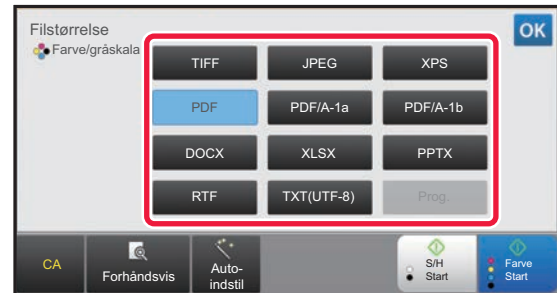 Filstørrelse
OK
Farve/gråskala
TIFF JPEG XPS
PDF PDF/A-1a PDF/A-1b
DOCX XLSX PPTX
RTF TXT(UTF-8) Prog.
CA
Forhåndsvis
Auto-
indstil
S/H
Start
Farve
Start